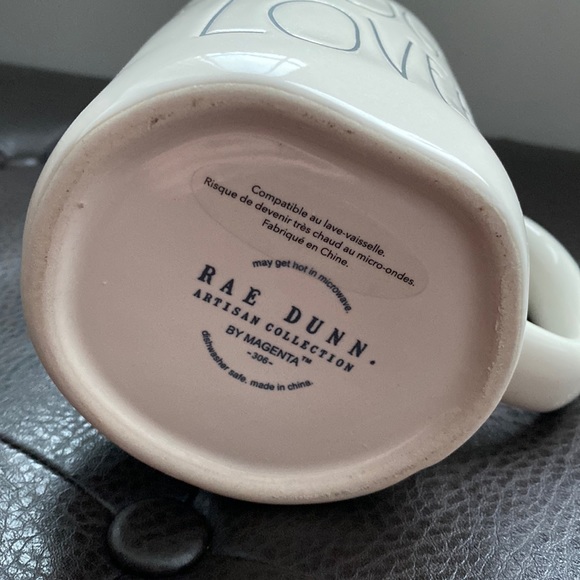 LOVE
Compatible au lave-vaisselle.
Risque de devenir très chaud au micro-ondes.
Fabriqué en Chine.
may get hot in microwave.
RAE DUNN.
ARTISAN COLLECTION
BY MAGENTA™
-306-
dishwasher safe. made in china.